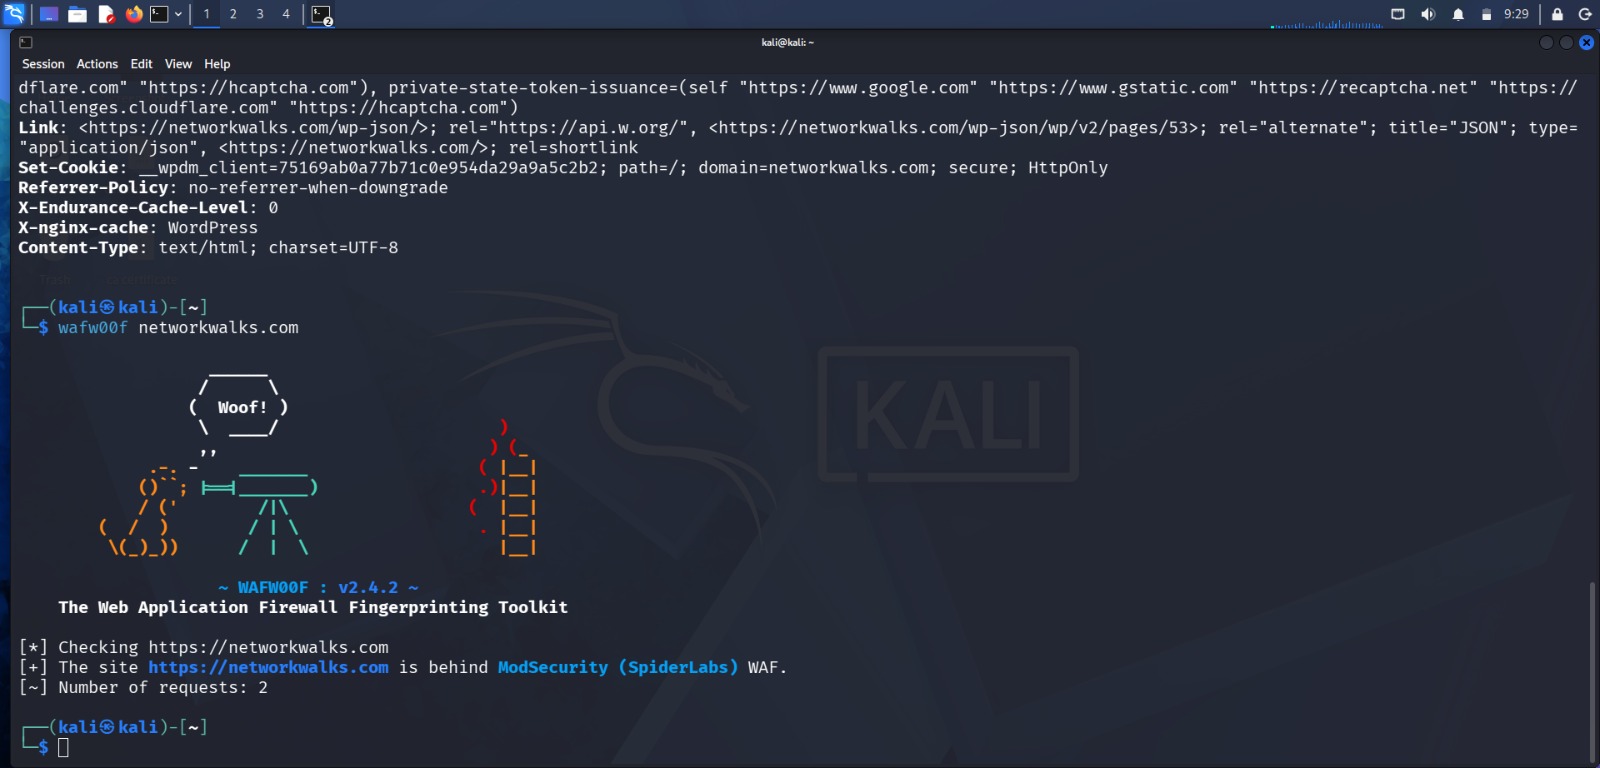 1 2 3 4 2 9:29
kali@kali: ~
Session Actions Edit View Help
dflare.com" "https://hcaptcha.com"), private-state-token-issuance=(self "https://www.google.com" "https://www.gstatic.com" "https://recaptcha.net" "https://
challenges.cloudflare.com" "https://hcaptcha.com")
Link: <https://networkwalks.com/wp-json/>; rel="https://api.w.org/", <https://networkwalks.com/wp-json/wp/v2/pages/53>; rel="alternate"; title="JSON"; type=
"application/json", <https://networkwalks.com/>; rel=shortlink
Set-Cookie: __wpdm_client=75169ab0a77b71c0e954da29a9a5c2b2; path=/; domain=networkwalks.com; secure; HttpOnly
Referrer-Policy: no-referrer-when-downgrade
X-Endurance-Cache-Level: 0
X-nginx-cache: WordPress
Content-Type: text/html; charset=UTF-8
┌──(kali㉿kali)-[~]
└─$ wafw00f networkwalks.com
Woof!
KALI
~ WAFW00F : v2.4.2 ~
The Web Application Firewall Fingerprinting Toolkit
[*] Checking https://networkwalks.com
[+] The site https://networkwalks.com is behind ModSecurity (SpiderLabs) WAF.
[~] Number of requests: 2
┌──(kali㉿kali)-[~]
└─$